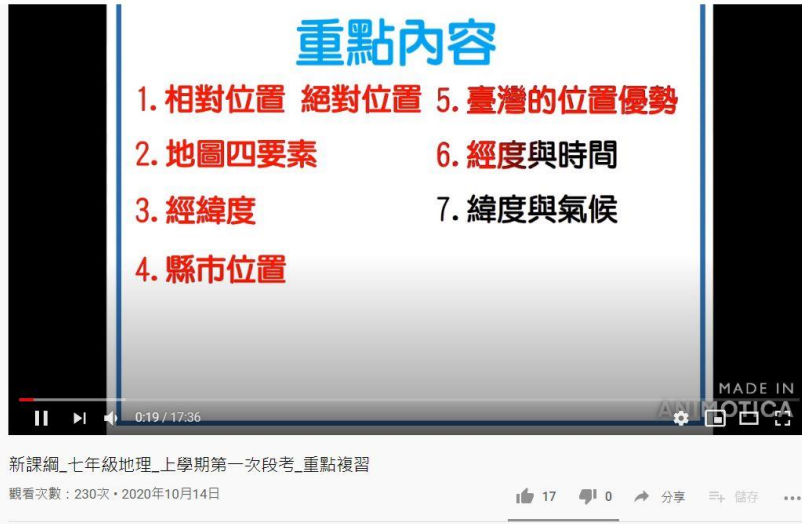 重點內容
1. 相對位置 絕對位置
2. 地圖四要素
3. 經緯度
4. 縣市位置
5. 臺灣的位置優勢
6. 經度與時間
7. 緯度與氣候
MADE IN
ANIMOTICA
0:19 / 17:36
新課綱_七年級地理_上學期第一次段考_重點複習
觀看次數：230次 • 2020年10月14日
17 0 分享 儲存